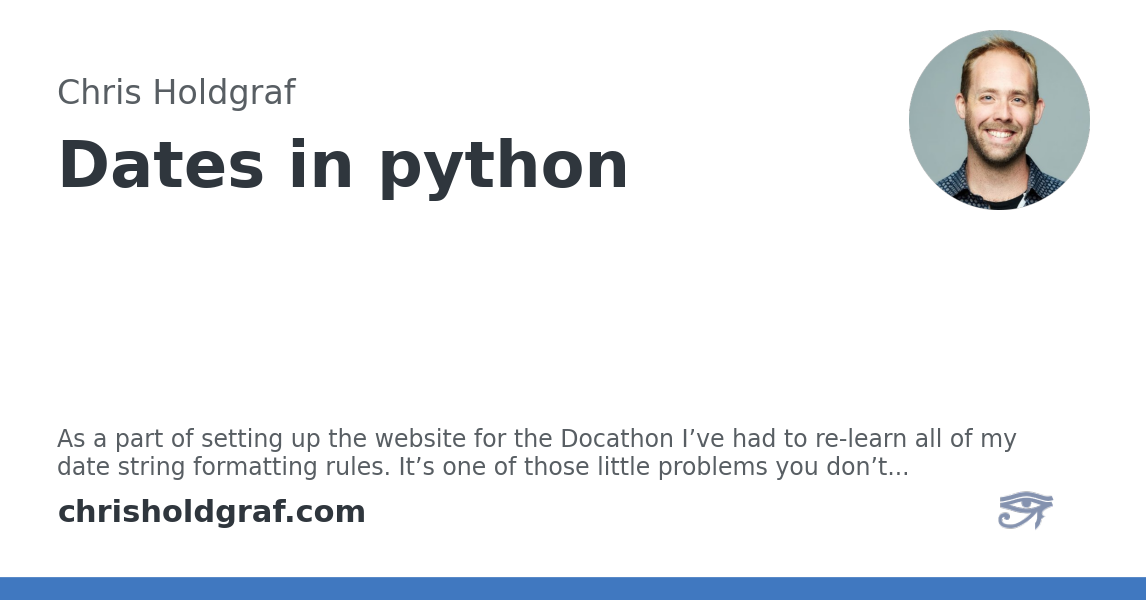 Chris Holdgraf
Dates in python
As a part of setting up the website for the Docathon I’ve had to re-learn all of my
date string formatting rules. It’s one of those little problems you don’t...
chrisholdgraf.com